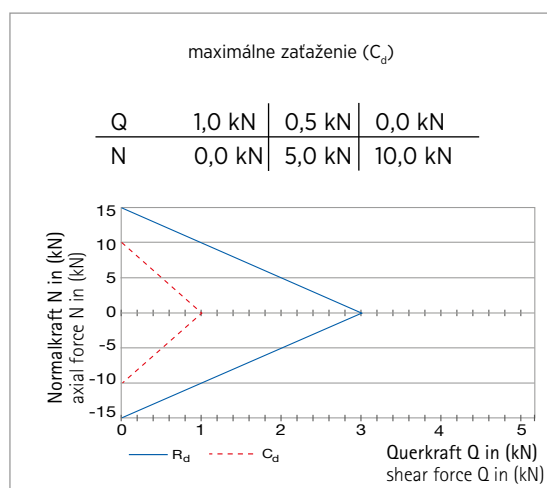 maximálne zaťaženie (Cd)
Q 1,0 kN 0,5 kN 0,0 kN
N 0,0 kN 5,0 kN 10,0 kN
Normalkraft N in (kN)
axial force N in (kN)
15
10
5
0
-5
-10
-15
0 1 2 3 4 5
Rd Cd
Querkraft Q in (kN)
shear force Q in (kN)